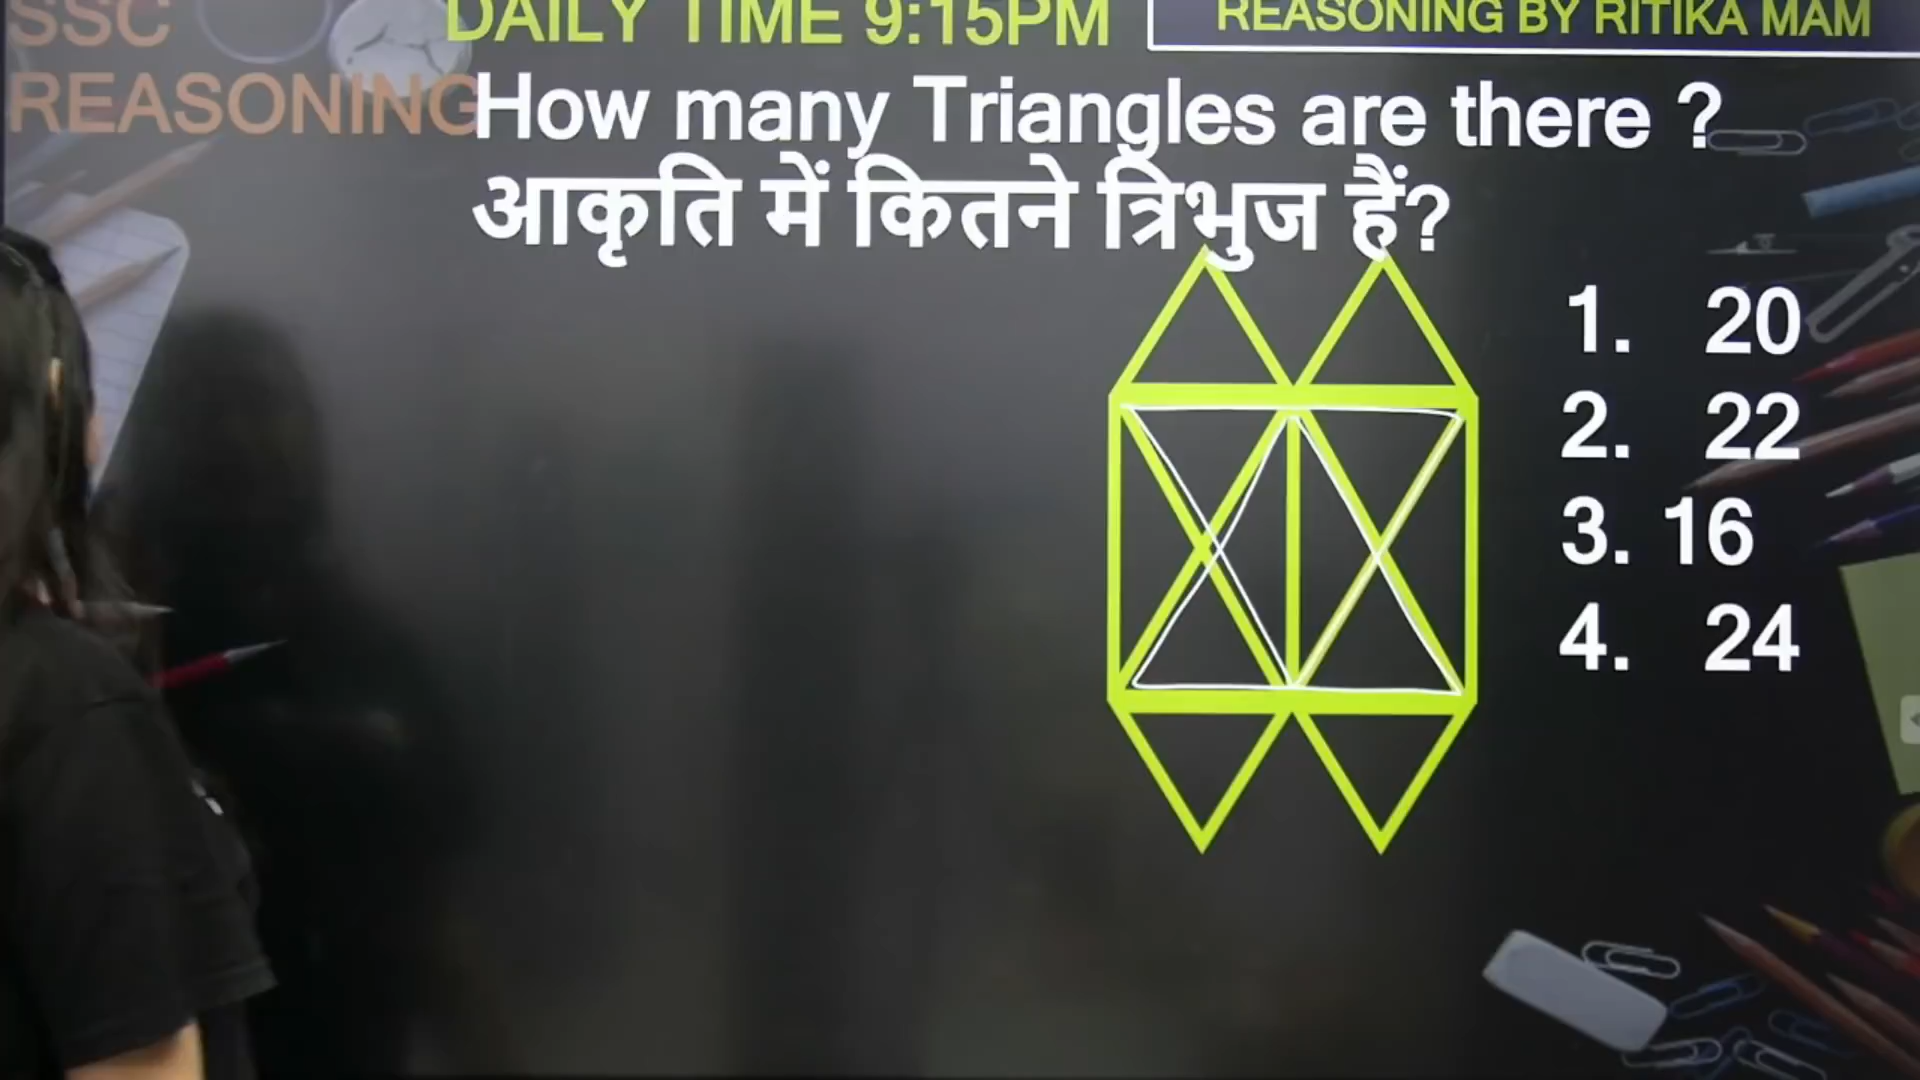 SSC
REASONING
DAILY TIME 9:15PM
REASONING BY RITIKA MAM
How many Triangles are there ?
आकृति में कितने त्रिभुज हैं?
1. 20
2. 22
3. 16
4. 24